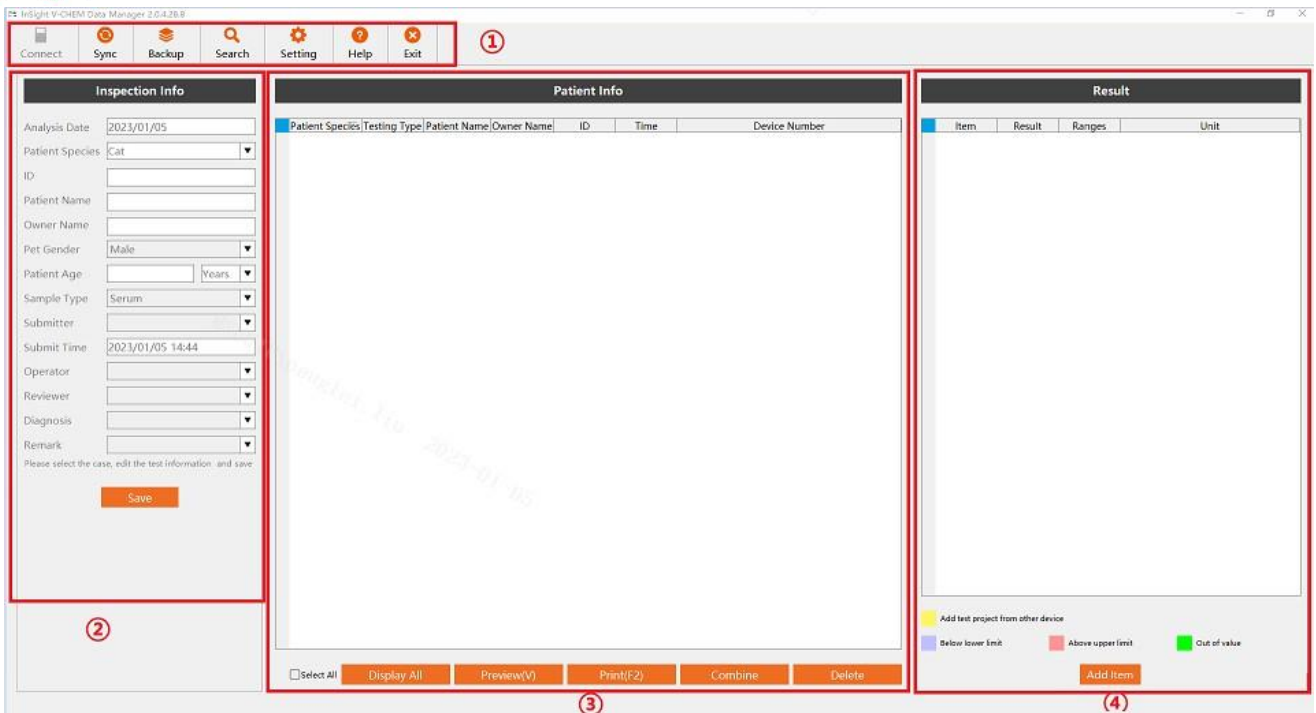 InSight V-CHEM Data Manager 2.0.4.28.8
Connect Sync Backup Search Setting Help Exit
①
Inspection Info
Analysis Date 2023/01/05
Patient Species Cat
ID
Patient Name
Owner Name
Pet Gender Male
Patient Age Years
Sample Type Serum
Submitter
Submit Time 2023/01/05 14:44
Operator
Reviewer
Diagnosis
Remark
Please select the case, edit the test information and save
Save
②
Patient Info
Patient Species Testing Type Patient Name Owner Name ID Time Device Number
2023-01-05
Select All Display All Preview(V) Print(F2) Combine Delete
③
Result
Item Result Ranges Unit
Add test project from other device
Below lower limit Above upper limit Out of value
Add Item
④